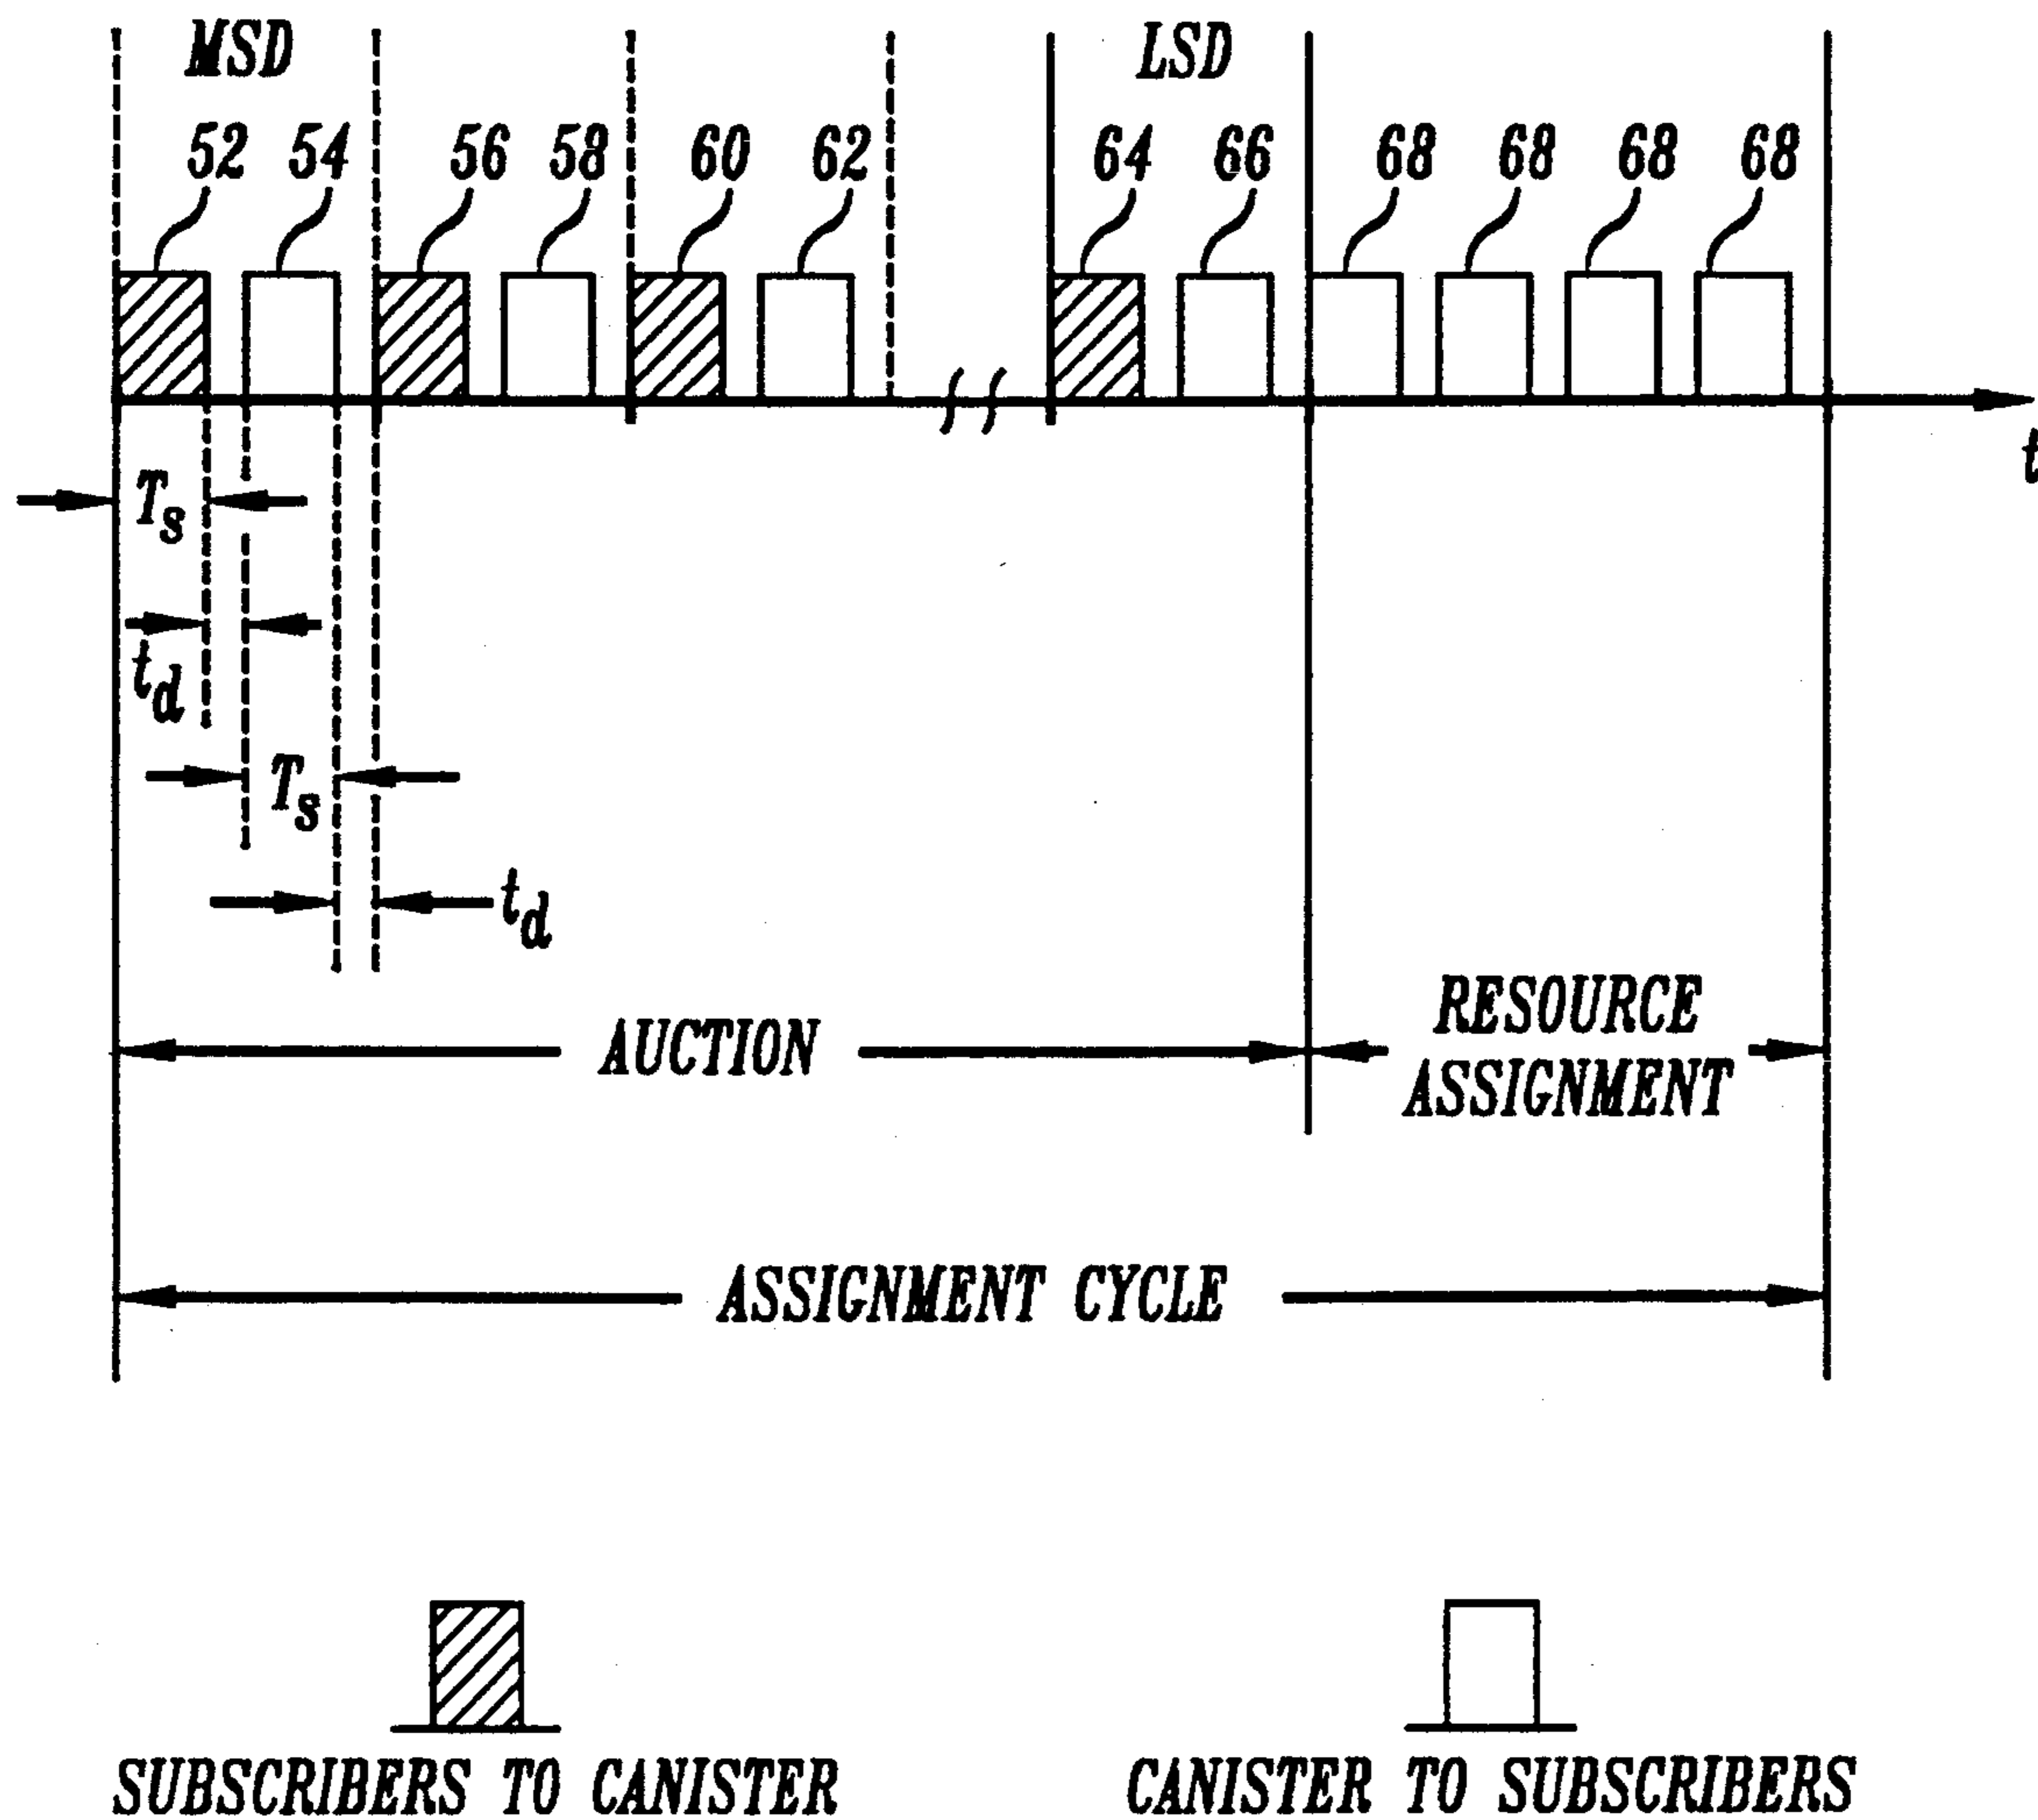 MSD LSD
52 54 56 58 60 62 64 66 68 68 68 68
t
Ts
td
Ts
td
AUCTION
RESOURCE
ASSIGNMENT
ASSIGNMENT CYCLE
SUBSCRIBERS TO CANISTER
CANISTER TO SUBSCRIBERS